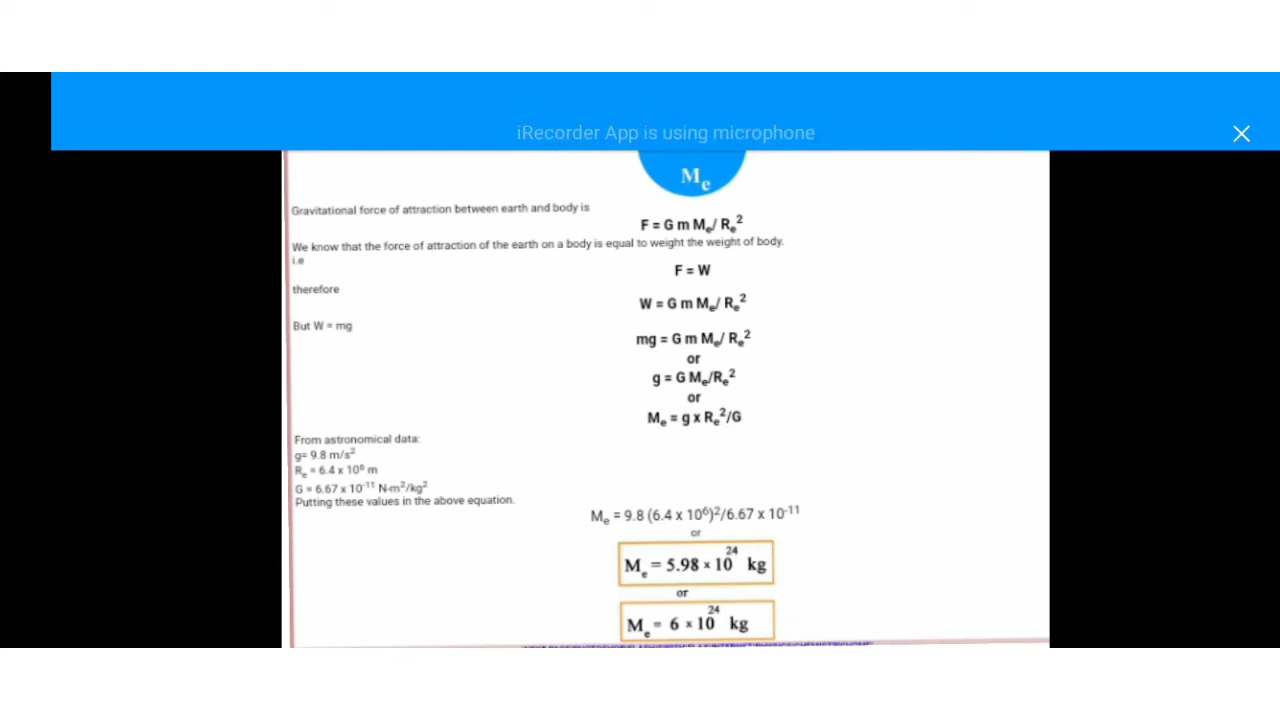 iRecorder App is using microphone
Me
Gravitational force of attraction between earth and body is
F = G m Me/ Re²
We know that the force of attraction of the earth on a body is equal to weight the weight of body.
i.e
F = W
therefore
W = G m Me/ Re²
But W = mg
mg = G m Me/ Re²
or
g = G Me/Re²
or
Me = g x Re²/G
From astronomical data:
g= 9.8 m/s²
Re = 6.4 x 10⁶ m
G = 6.67 x 10⁻¹¹ N-m²/kg²
Putting these values in the above equation.
Me = 9.8 (6.4 x 10⁶)²/6.67 x 10⁻¹¹
or
Me = 5.98 × 10²⁴ kg
or
Me = 6 × 10²⁴ kg